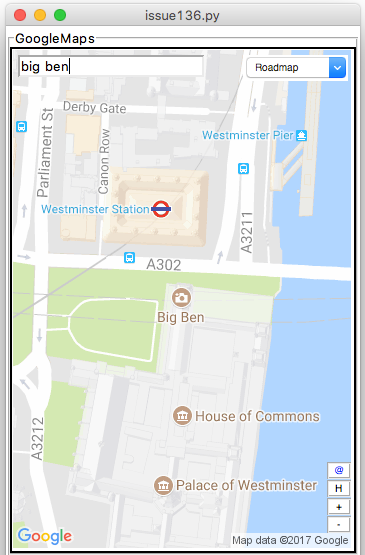 issue136.py
GoogleMaps
big ben
Roadmap
Derby Gate
Parliament St
Canon Row
Westminster Pier
Westminster Station
A3211
A302
Big Ben
House of Commons
A3212
Palace of Westminster
@
H
+
-
Google
Map data ©2017 Google